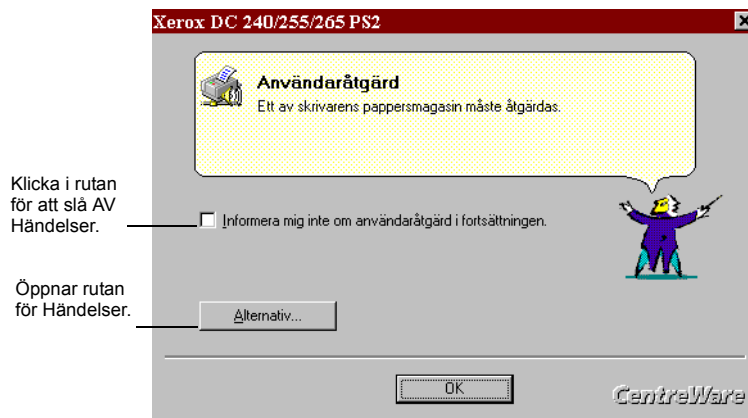 Xerox DC 240/255/265 PS2
Användaråtgärd
Ett av skrivarens pappersmagasin måste åtgärdas.
Klicka i rutan
för att slå AV
Händelser.
Informera mig inte om användaråtgärd i fortsättningen.
Öppnar rutan
för Händelser.
Alternativ...
OK
CentreWare